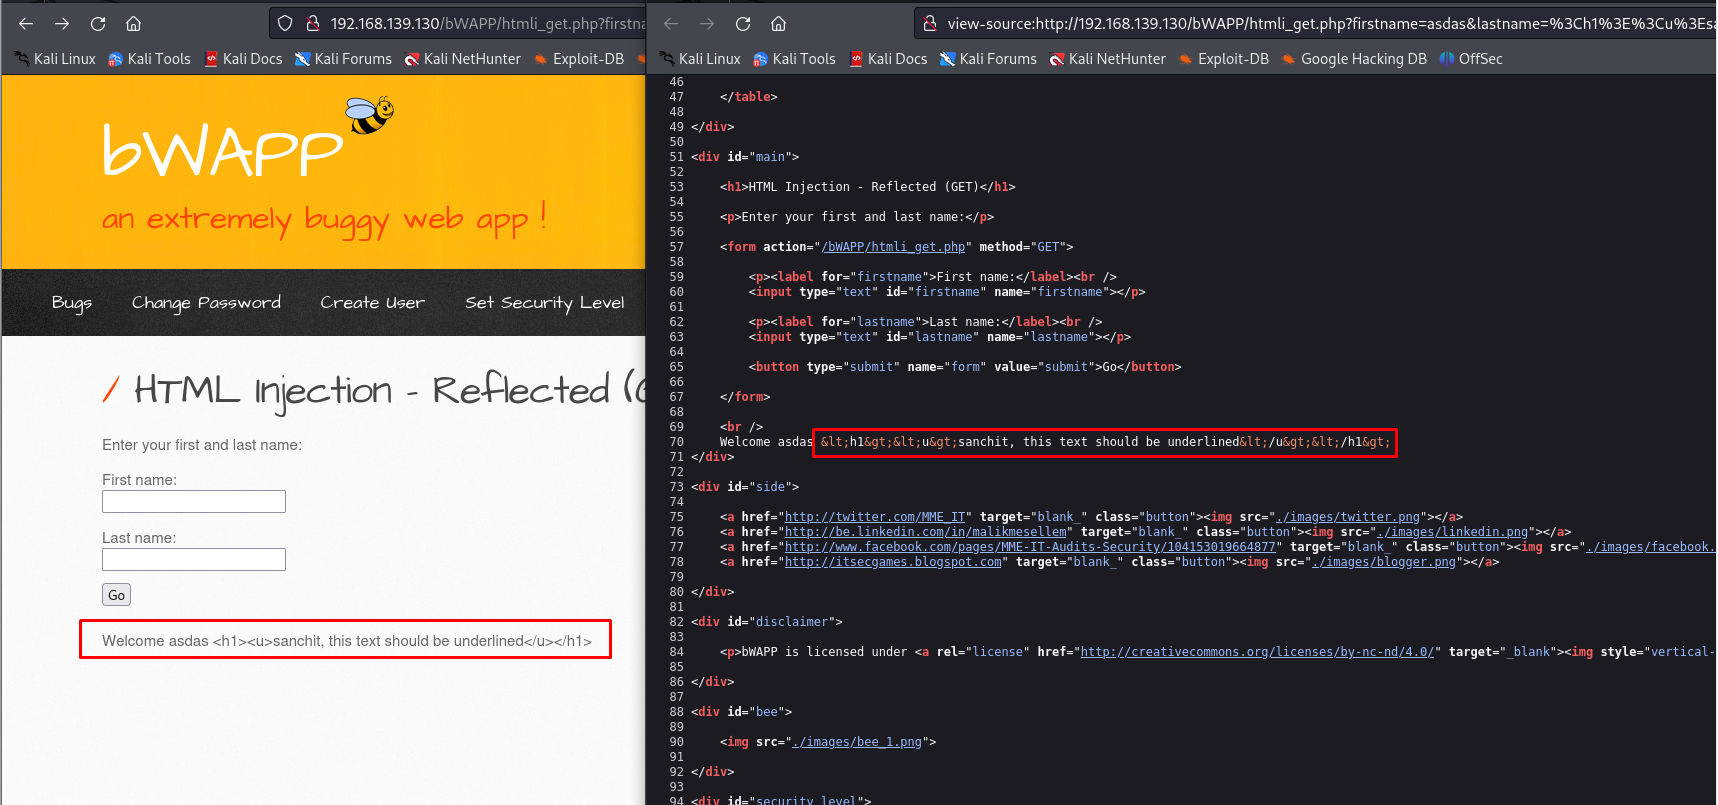 192.168.139.130/bWAPP/htmli_get.php?firstna
Kali Linux Kali Tools Kali Docs Kali Forums Kali NetHunter Exploit-DB
bWAPP
an extremely buggy web app !
Bugs Change Password Create User Set Security Level
/ HTML Injection - Reflected (G
Enter your first and last name:
First name:
Last name:
Go
Welcome asdas <h1><u>sanchit, this text should be underlined</u></h1>
view-source:http://192.168.139.130/bWAPP/htmli_get.php?firstname=asdas&lastname=%3Ch1%3E%3Cu%3Esa
Kali Linux Kali Tools Kali Docs Kali Forums Kali NetHunter Exploit-DB Google Hacking DB OffSec
46
47 </table>
48
49 </div>
50
51 <div id="main">
52
53 <h1>HTML Injection - Reflected (GET)</h1>
54
55 <p>Enter your first and last name:</p>
56
57 <form action="/bWAPP/htmli_get.php" method="GET">
58
59 <p><label for="firstname">First name:</label><br />
60 <input type="text" id="firstname" name="firstname"></p>
61
62 <p><label for="lastname">Last name:</label><br />
63 <input type="text" id="lastname" name="lastname"></p>
64
65 <button type="submit" name="form" value="submit">Go</button>
66
67 </form>
68
69 <br />
70 Welcome asdas &lt;h1&gt;&lt;u&gt;sanchit, this text should be underlined&lt;/u&gt;&lt;/h1&gt;
71 </div>
72
73 <div id="side">
74
75 <a href="http://twitter.com/MME_IT" target="blank_" class="button"><img src="./images/twitter.png"></a>
76 <a href="http://be.linkedin.com/in/malikmesellem" target="blank_" class="button"><img src="./images/linkedin.png"></a>
77 <a href="http://www.facebook.com/pages/MME-IT-Audits-Security/104153019664877" target="blank_" class="button"><img src="./images/facebook.
78 <a href="http://itsecgames.blogspot.com" target="blank_" class="button"><img src="./images/blogger.png"></a>
79
80 </div>
81
82 <div id="disclaimer">
83
84 <p>bWAPP is licensed under <a rel="license" href="http://creativecommons.org/licenses/by-nc-nd/4.0/" target="_blank"><img style="vertical-
85
86 </div>
87
88 <div id="bee">
89
90 <img src="./images/bee_1.png">
91
92 </div>
93
94 <div id="security_level">